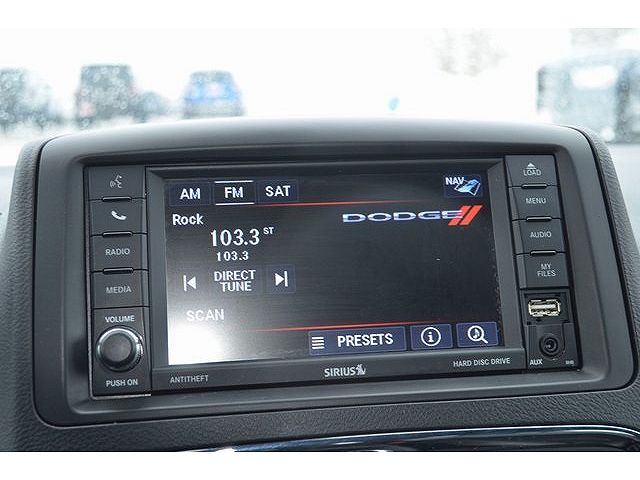 AM FM SAT NAV
Rock
DODGE
103.3 ST
103.3
DIRECT
TUNE
SCAN
PRESETS
RADIO
MEDIA
VOLUME
PUSH ON
ANTITHEFT
SIRIUS
HARD DISC DRIVE
LOAD
MENU
AUDIO
MY
FILES
AUX